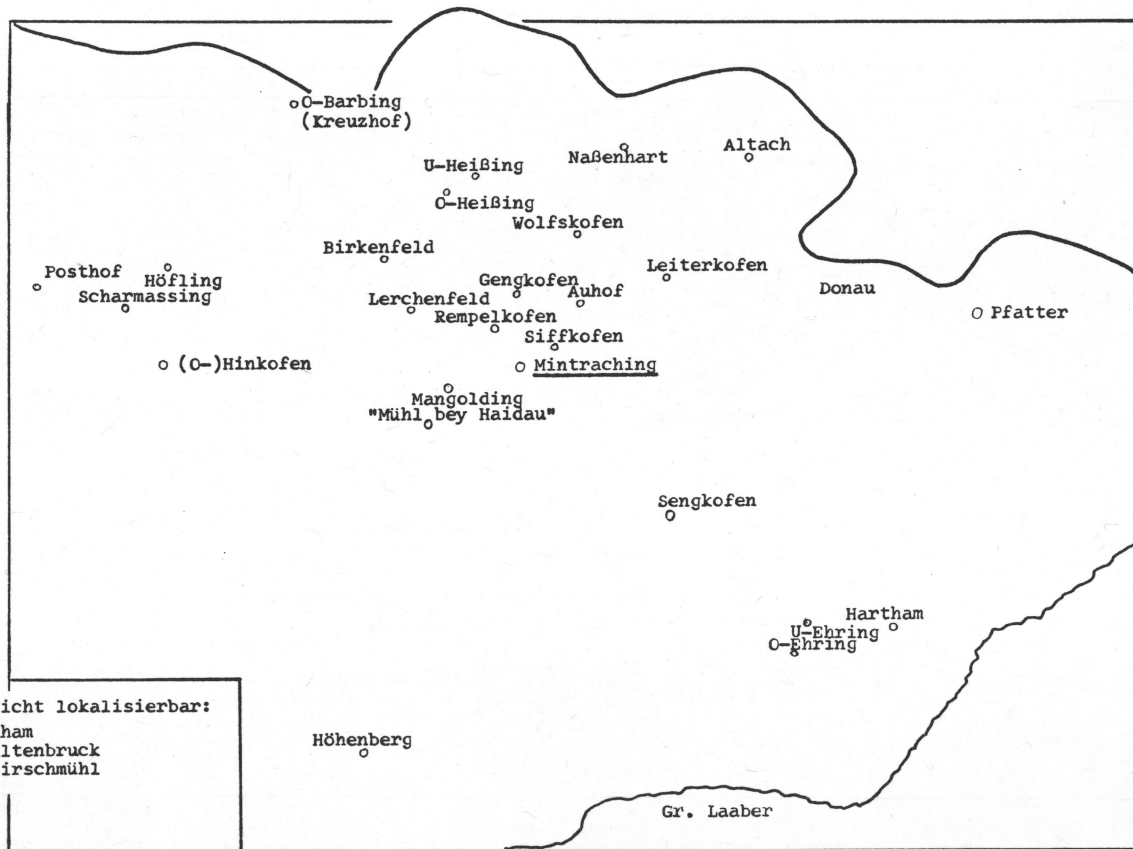 O-Barbing
(Kreuzhof)
Naßenhart
Altach
U-Heißing
O-Heißing
Wolfskofen
Birkenfeld
Leiterkofen
Posthof
Höfling
Scharmassing
Gengkofen
Auhof
Donau
Lerchenfeld
Rempelkofen
Pfatter
Siffkofen
(O-)Hinkofen
Mintraching
Mangolding
"Mühl bey Haidau"
Sengkofen
Hartham
U-Ehring
O-Ehring
icht lokalisierbar:
ham
ltenbruck
irschmühl
Höhenberg
Gr. Laaber